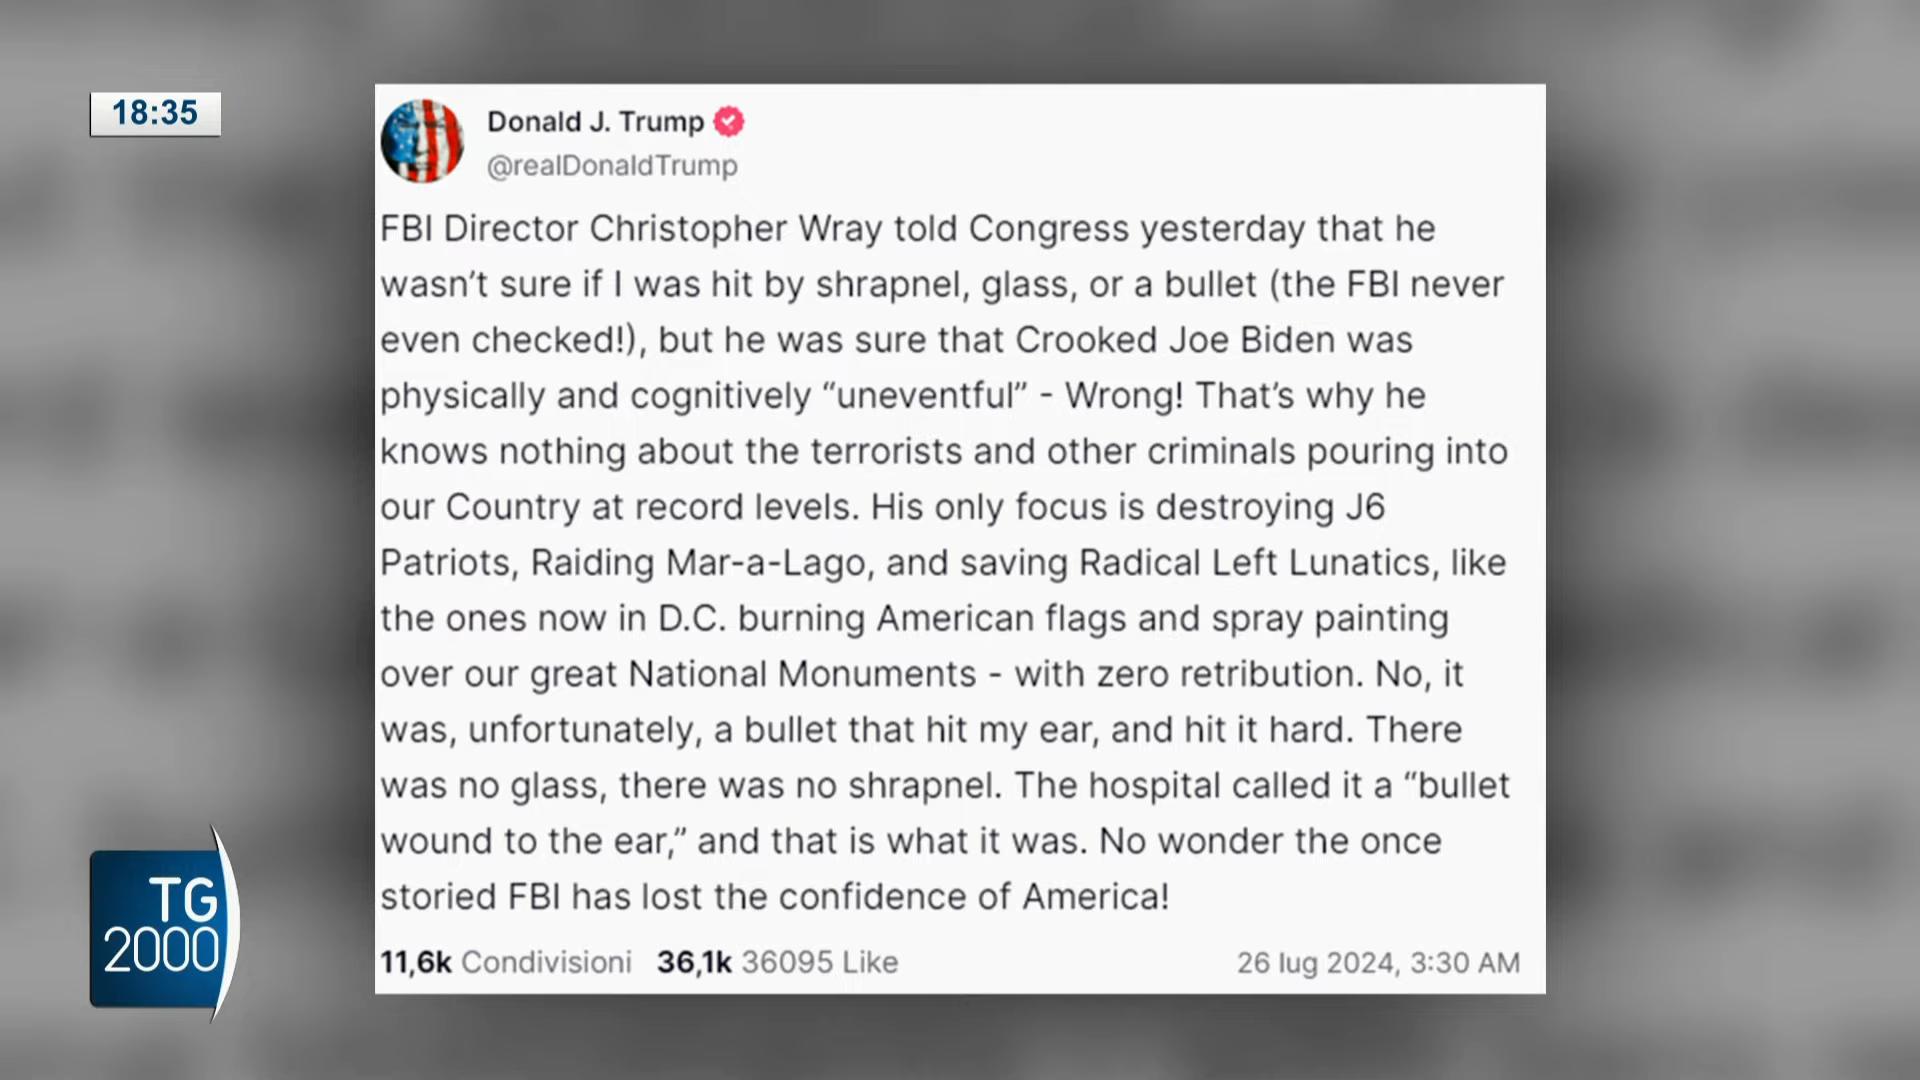 18:35
Donald J. Trump
@realDonaldTrump
FBI Director Christopher Wray told Congress yesterday that he
wasn’t sure if I was hit by shrapnel, glass, or a bullet (the FBI never
even checked!), but he was sure that Crooked Joe Biden was
physically and cognitively “uneventful” - Wrong! That’s why he
knows nothing about the terrorists and other criminals pouring into
our Country at record levels. His only focus is destroying J6
Patriots, Raiding Mar-a-Lago, and saving Radical Left Lunatics, like
the ones now in D.C. burning American flags and spray painting
over our great National Monuments - with zero retribution. No, it
was, unfortunately, a bullet that hit my ear, and hit it hard. There
was no glass, there was no shrapnel. The hospital called it a “bullet
wound to the ear,” and that is what it was. No wonder the once
storied FBI has lost the confidence of America!
11,6k Condivisioni 36,1k 36095 Like 26 lug 2024, 3:30 AM
TG
2000